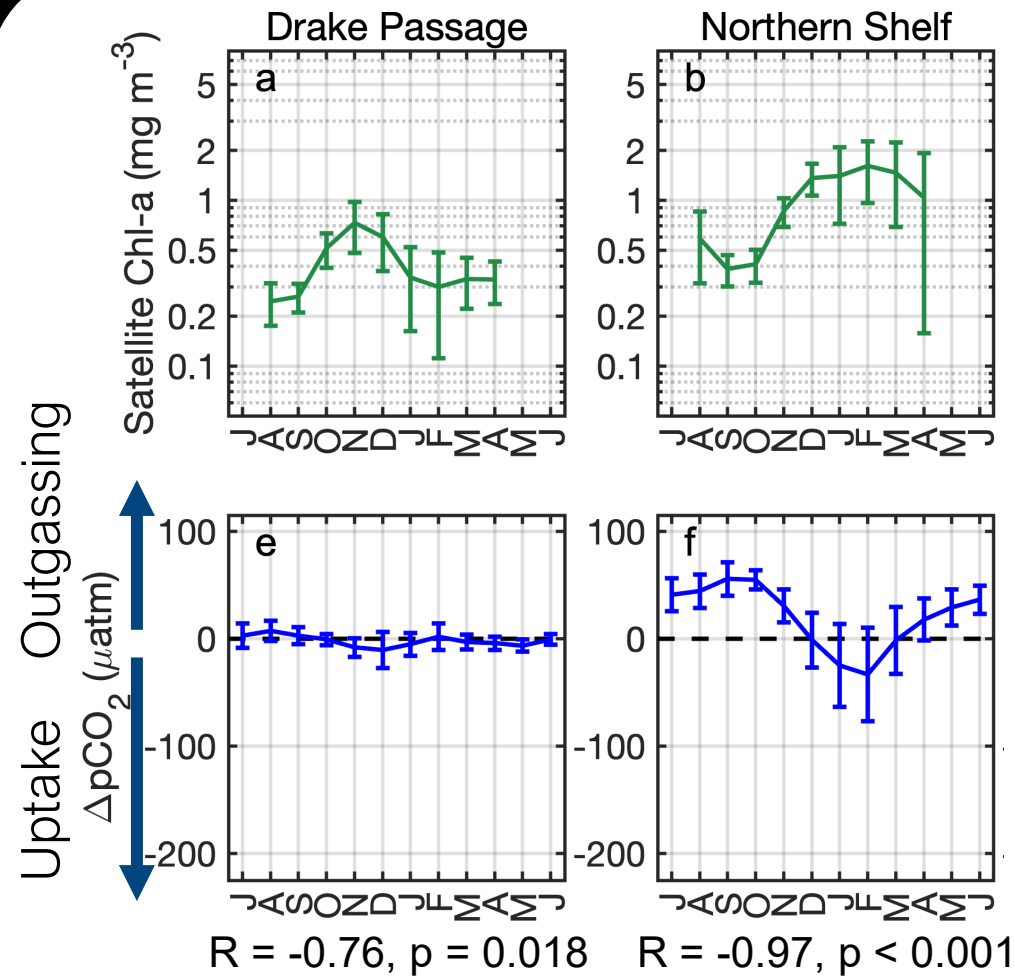 Drake Passage
Northern Shelf
Satellite Chl-a (mg m⁻³)
a
5
2
1
0.5
0.2
0.1
J A S O N D J F M A M J
b
5
2
1
0.5
0.2
0.1
J A S O N D J F M A M J
Uptake Outgassing
ΔpCO₂ (μatm)
e
100
0
-100
-200
J A S O N D J F M A M J
f
100
0
-100
-200
J A S O N D J F M A M J
R = -0.76, p = 0.018
R = -0.97, p < 0.001